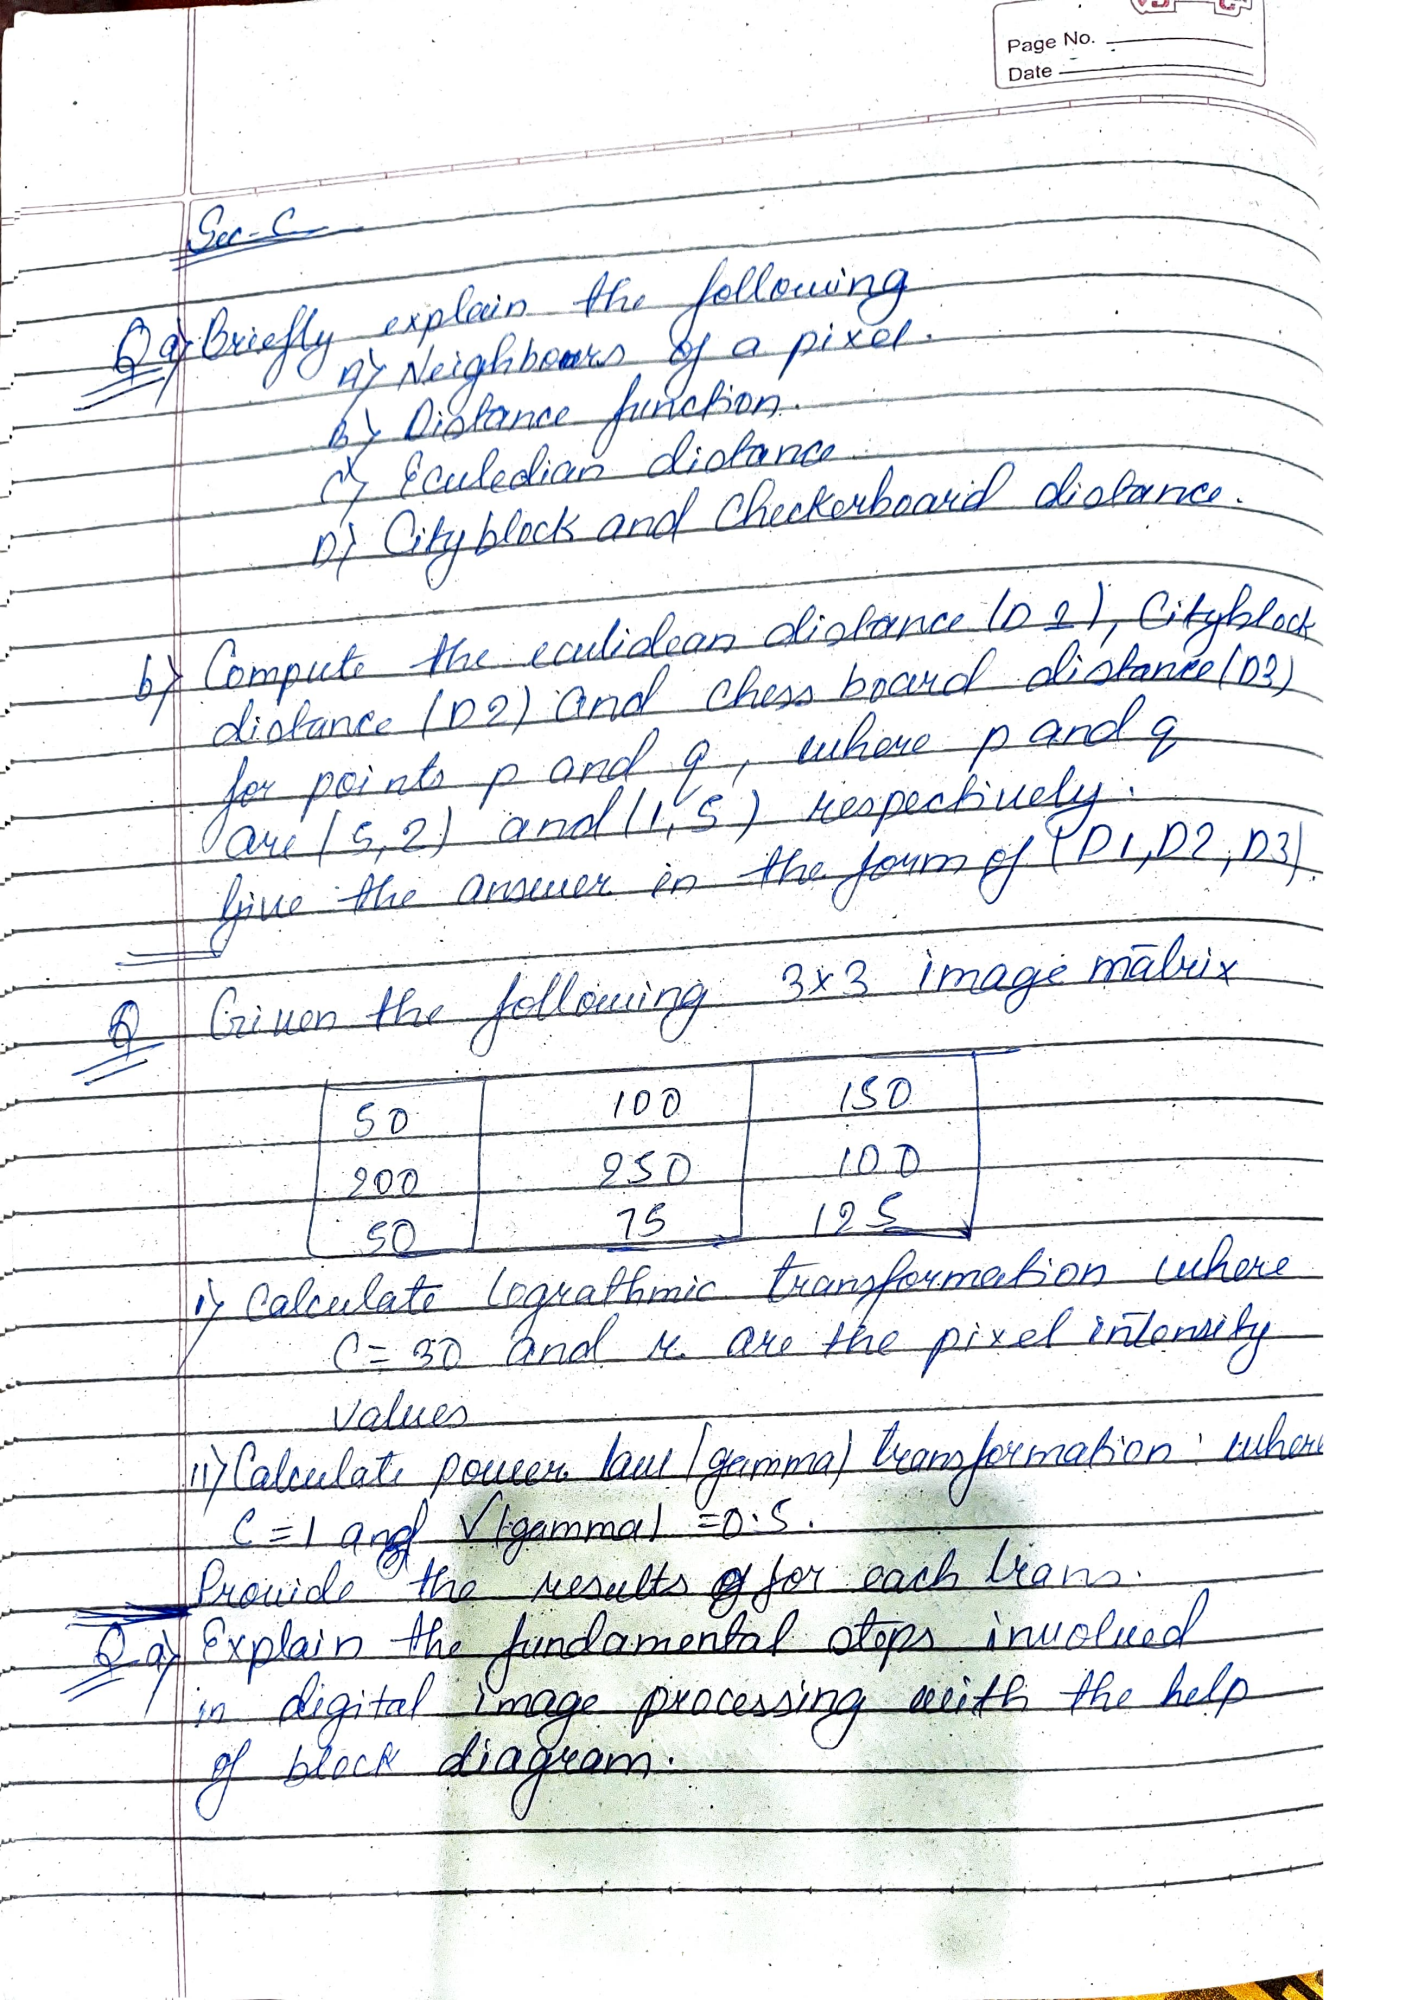 Page No.
Date
Sec-C
Q a) Briefly explain the following
A) Neighbours of a pixel.
B) Distance function.
C) Eculedian distance
D) City block and Checkerboard distance.
b) Compute the eculidean distance (D1), Cityblock
distance (D2) and chess board distance (D3)
for points p and q, where p and q
are (5,2) and (1,5) respectively.
Give the answer in the form of (D1,D2,D3).
Q Given the following 3x3 image matrix
50 100 150
200 250 100
50 75 125
i) Calculate lograthmic transformation where
C=30 and r. are the pixel intensity
values
ii) Calculate power law (gamma) transformation where
C=1 and √(gamma) =0.5.
Provide the results for each trans.
Q a) Explain the fundamental steps involved
in digital image processing with the help
of block diagram.